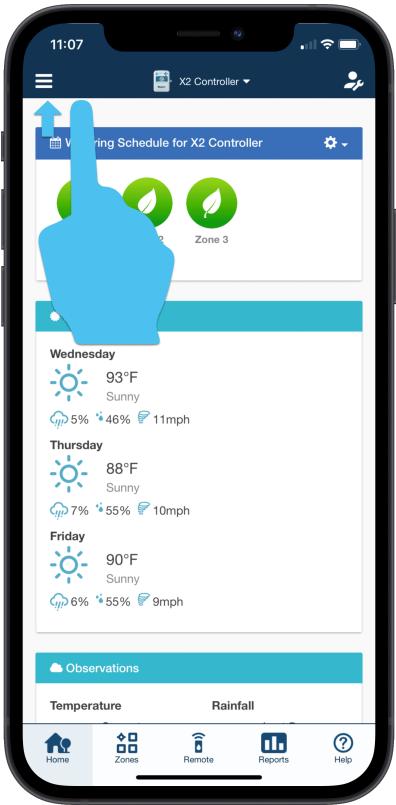 11:07
X2 Controller
Watering Schedule for X2 Controller
Zone 3
Wednesday
93°F
Sunny
5% 46% 11mph
Thursday
88°F
Sunny
7% 55% 10mph
Friday
90°F
Sunny
6% 55% 9mph
Observations
Temperature Rainfall
Home Zones Remote Reports Help